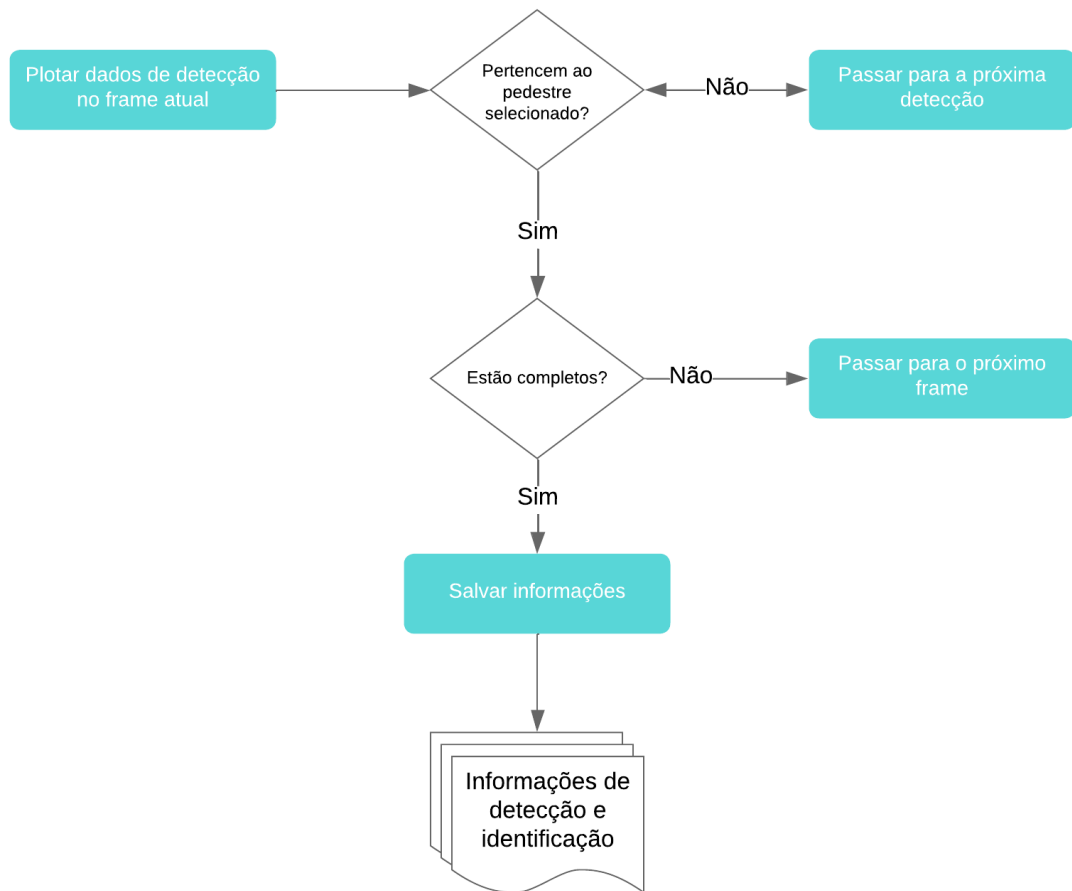 Plotar dados de detecção
no frame atual
Pertencem ao
pedestre
selecionado?
Não
Passar para a próxima
detecção
Sim
Estão completos?
Não
Passar para o próximo
frame
Sim
Salvar informações
Informações de
detecção e
identificação